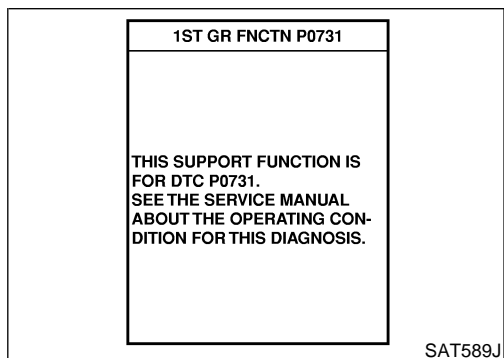 1ST GR FNCTN P0731
THIS SUPPORT FUNCTION IS
FOR DTC P0731.
SEE THE SERVICE MANUAL
ABOUT THE OPERATING CON-
DITION FOR THIS DIAGNOSIS.
SAT589J